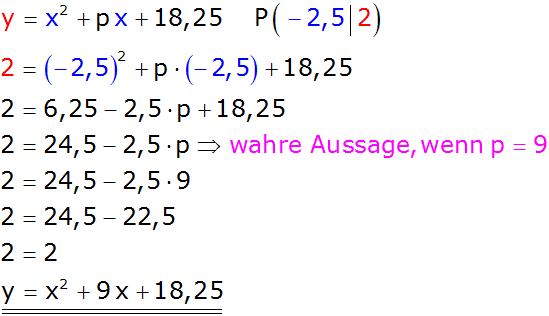 y = x² + px + 18,25 P(−2,5|2)
2 = (−2,5)² + p·(−2,5) + 18,25
2 = 6,25 − 2,5·p + 18,25
2 = 24,5 − 2,5·p ⇒ wahre Aussage, wenn p = 9
2 = 24,5 − 2,5·9
2 = 24,5 − 22,5
2 = 2
y = x² + 9x + 18,25